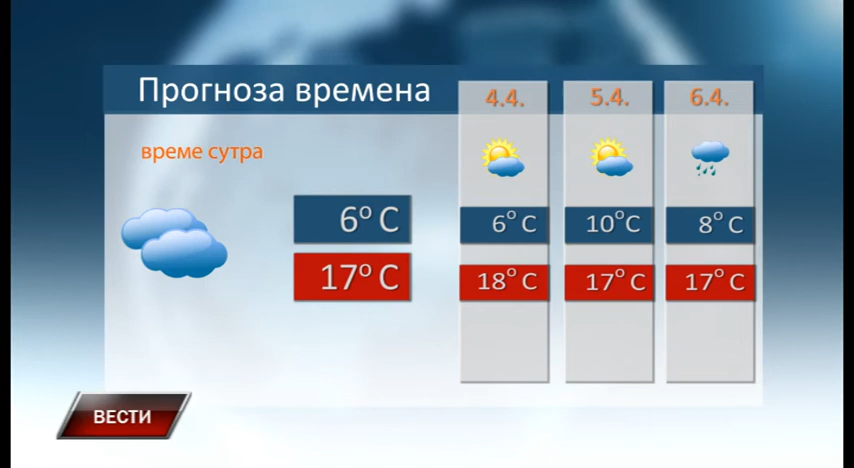 Прогноза времена
време сутра
6° C
17° C
4.4.
6° C
18° C
5.4.
10°C
17° C
6.4.
8° C
17° C
ВЕСТИ